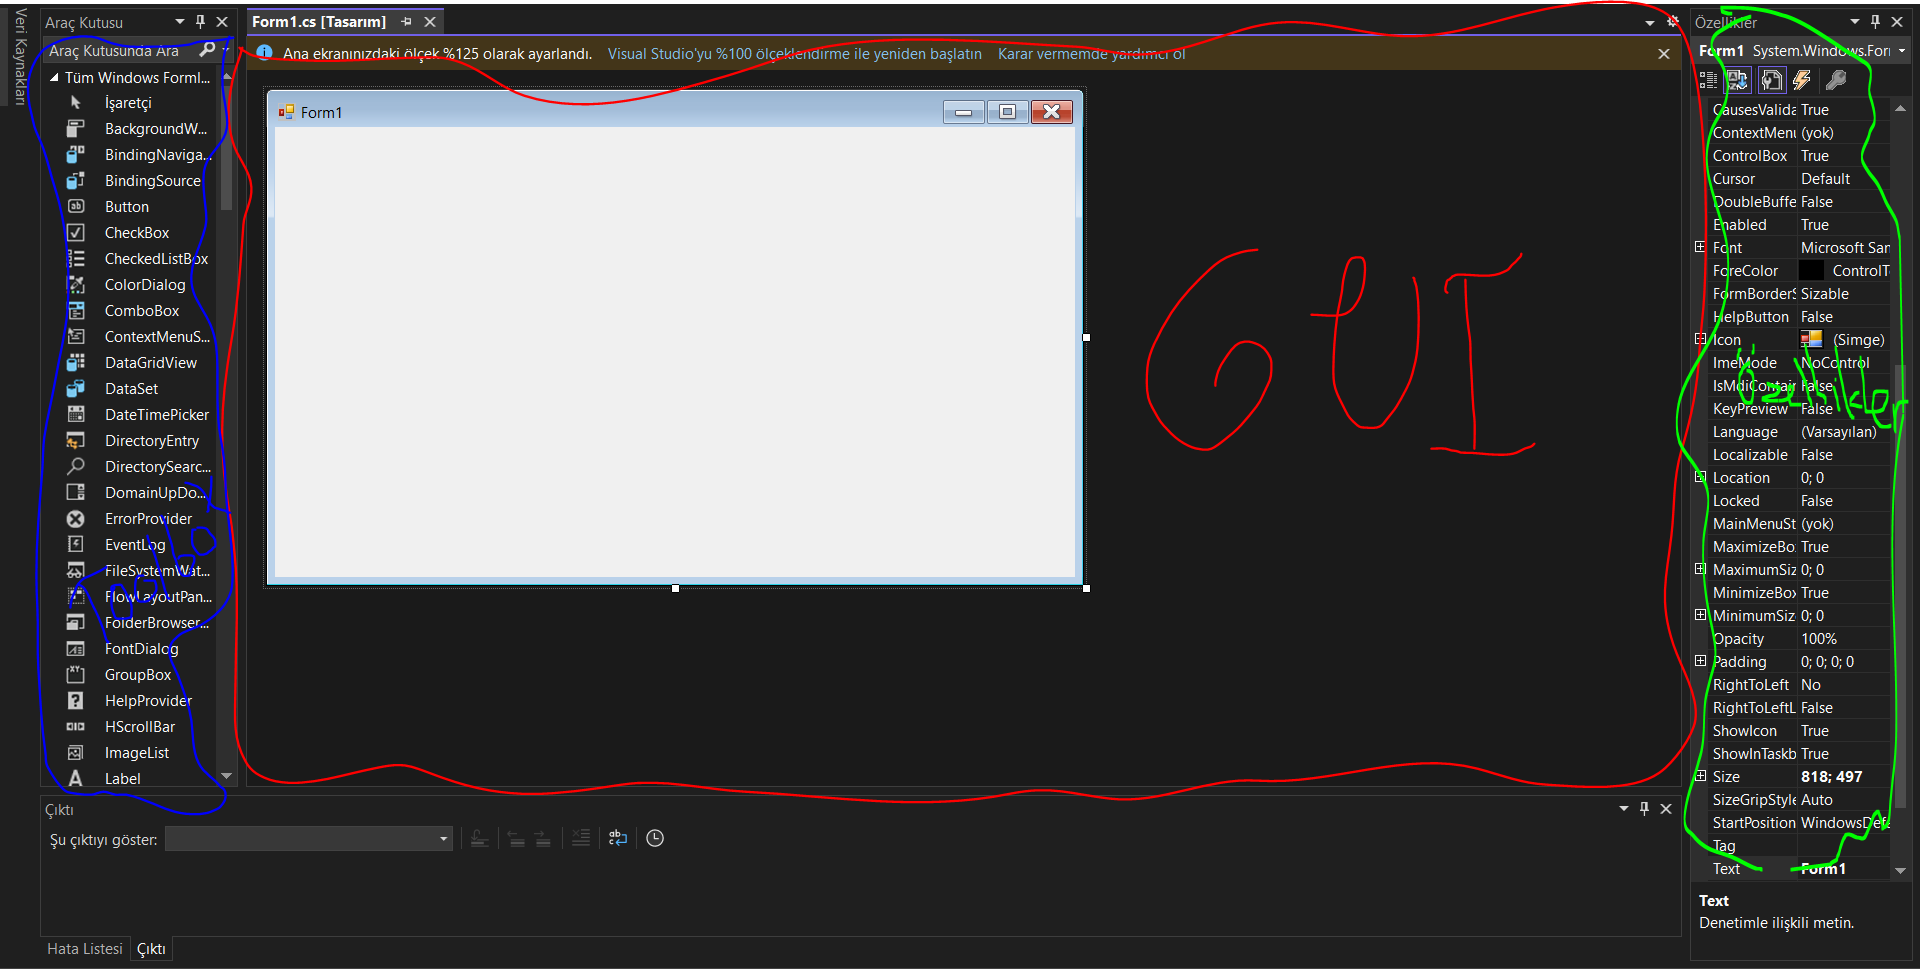 Veri Kaynakları
Araç Kutusu
Araç Kutusunda Ara
Tüm Windows Forml...
İşaretçi
BackgroundW...
BindingNaviga...
BindingSource
Button
CheckBox
CheckedListBox
ColorDialog
ComboBox
ContextMenuS...
DataGridView
DataSet
DateTimePicker
DirectoryEntry
DirectorySearc...
DomainUpDo...
ErrorProvider
EventLog
FileSystemWat...
FlowLayoutPan...
FolderBrowser...
FontDialog
GroupBox
HelpProvider
HScrollBar
ImageList
Label
Form1.cs [Tasarım]
Ana ekranınızdaki ölçek %125 olarak ayarlandı. Visual Studio'yu %100 ölçeklendirme ile yeniden başlatın Karar vermemde yardımcı ol
Form1
GUI
Çıktı
Şu çıktıyı göster:
Hata Listesi Çıktı
Özellikler
Form1 System.Windows.For
CausesValida True
ContextMenu (yok)
ControlBox True
Cursor Default
DoubleBuffe False
Enabled True
Font Microsoft San
ForeColor ControlT
FormBorderS Sizable
HelpButton False
Icon (Simge)
ImeMode NoControl
IsMdiContain False
özellikler
KeyPreview False
Language (Varsayılan)
Localizable False
Location 0; 0
Locked False
MainMenuSt (yok)
MaximizeBo True
MaximumSiz 0; 0
MinimizeBox True
MinimumSiz 0; 0
Opacity 100%
Padding 0; 0; 0; 0
RightToLeft No
RightToLeftL False
ShowIcon True
ShowInTaskb True
Size 818; 497
SizeGripStyle Auto
StartPosition WindowsDefa
Tag
Text Form1
Text
Denetimle ilişkili metin.